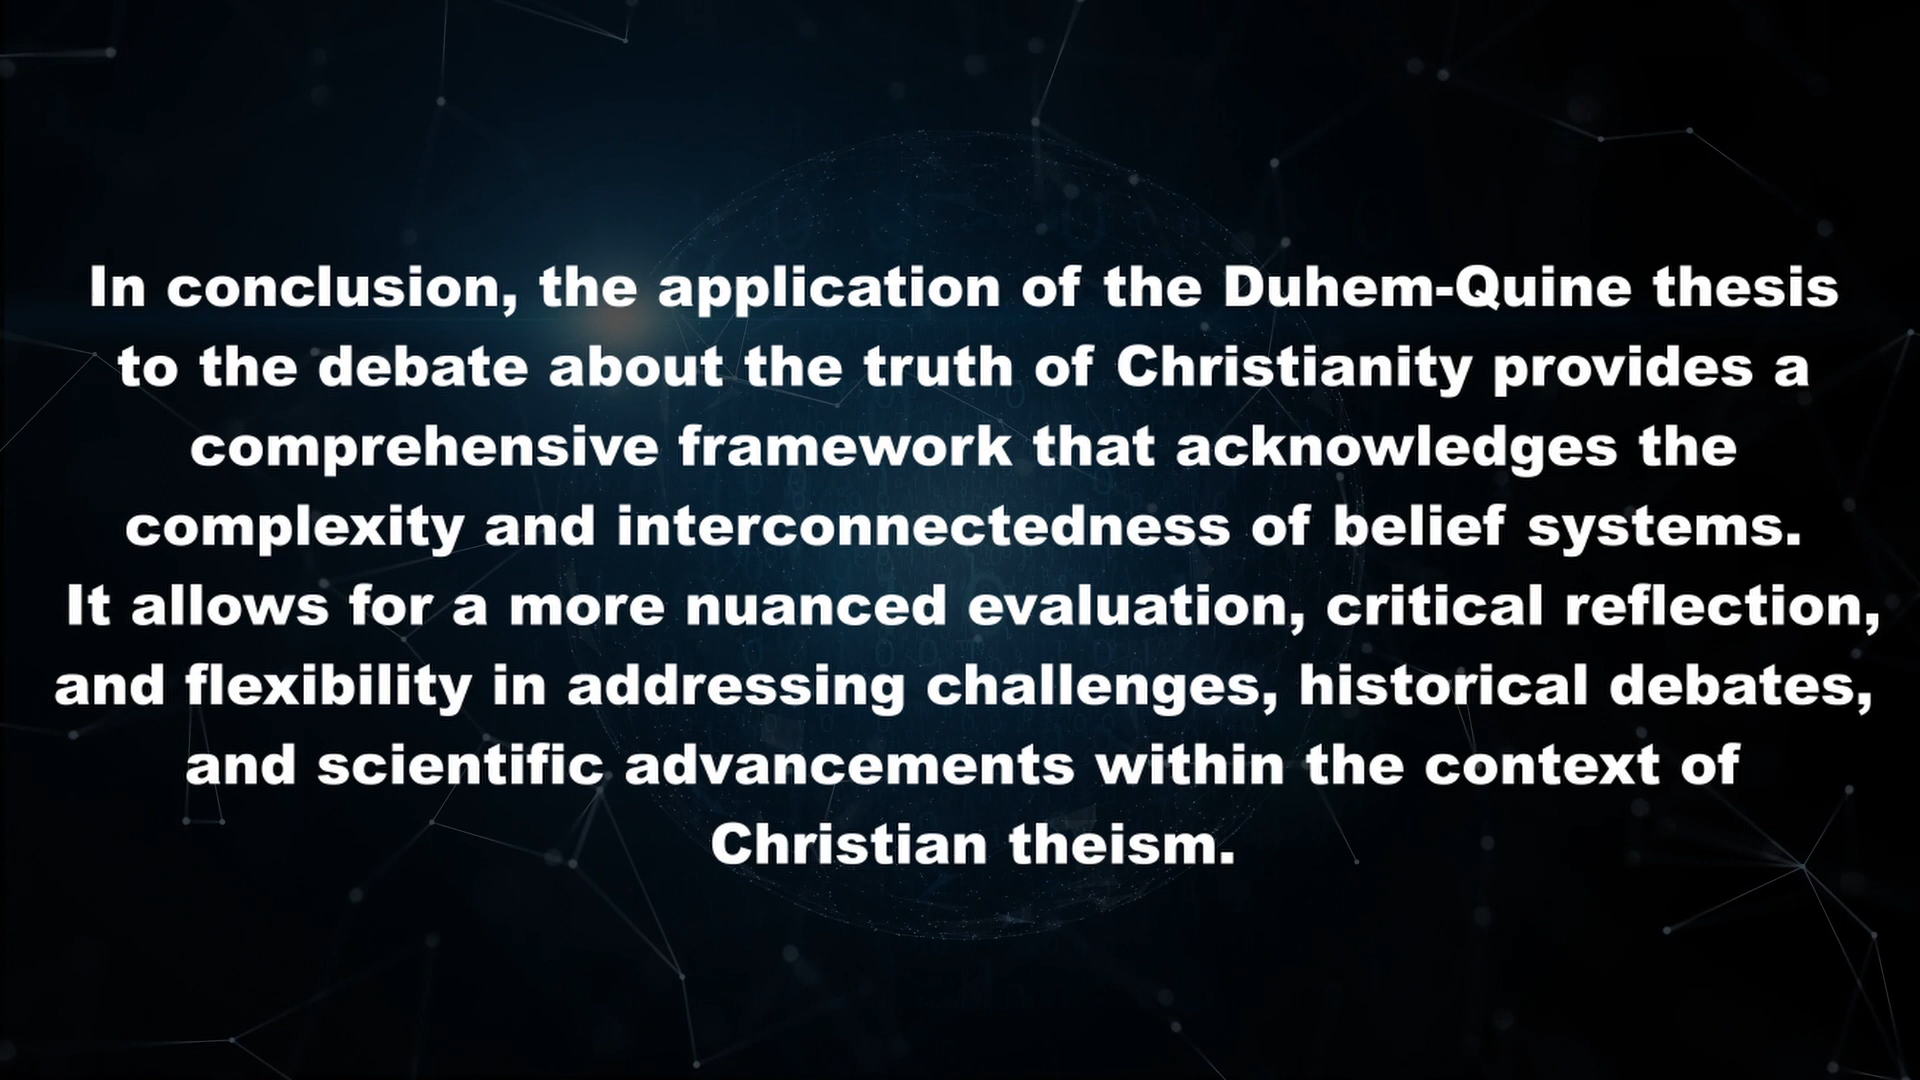 In conclusion, the application of the Duhem-Quine thesis
to the debate about the truth of Christianity provides a
comprehensive framework that acknowledges the
complexity and interconnectedness of belief systems.
It allows for a more nuanced evaluation, critical reflection,
and flexibility in addressing challenges, historical debates,
and scientific advancements within the context of
Christian theism.